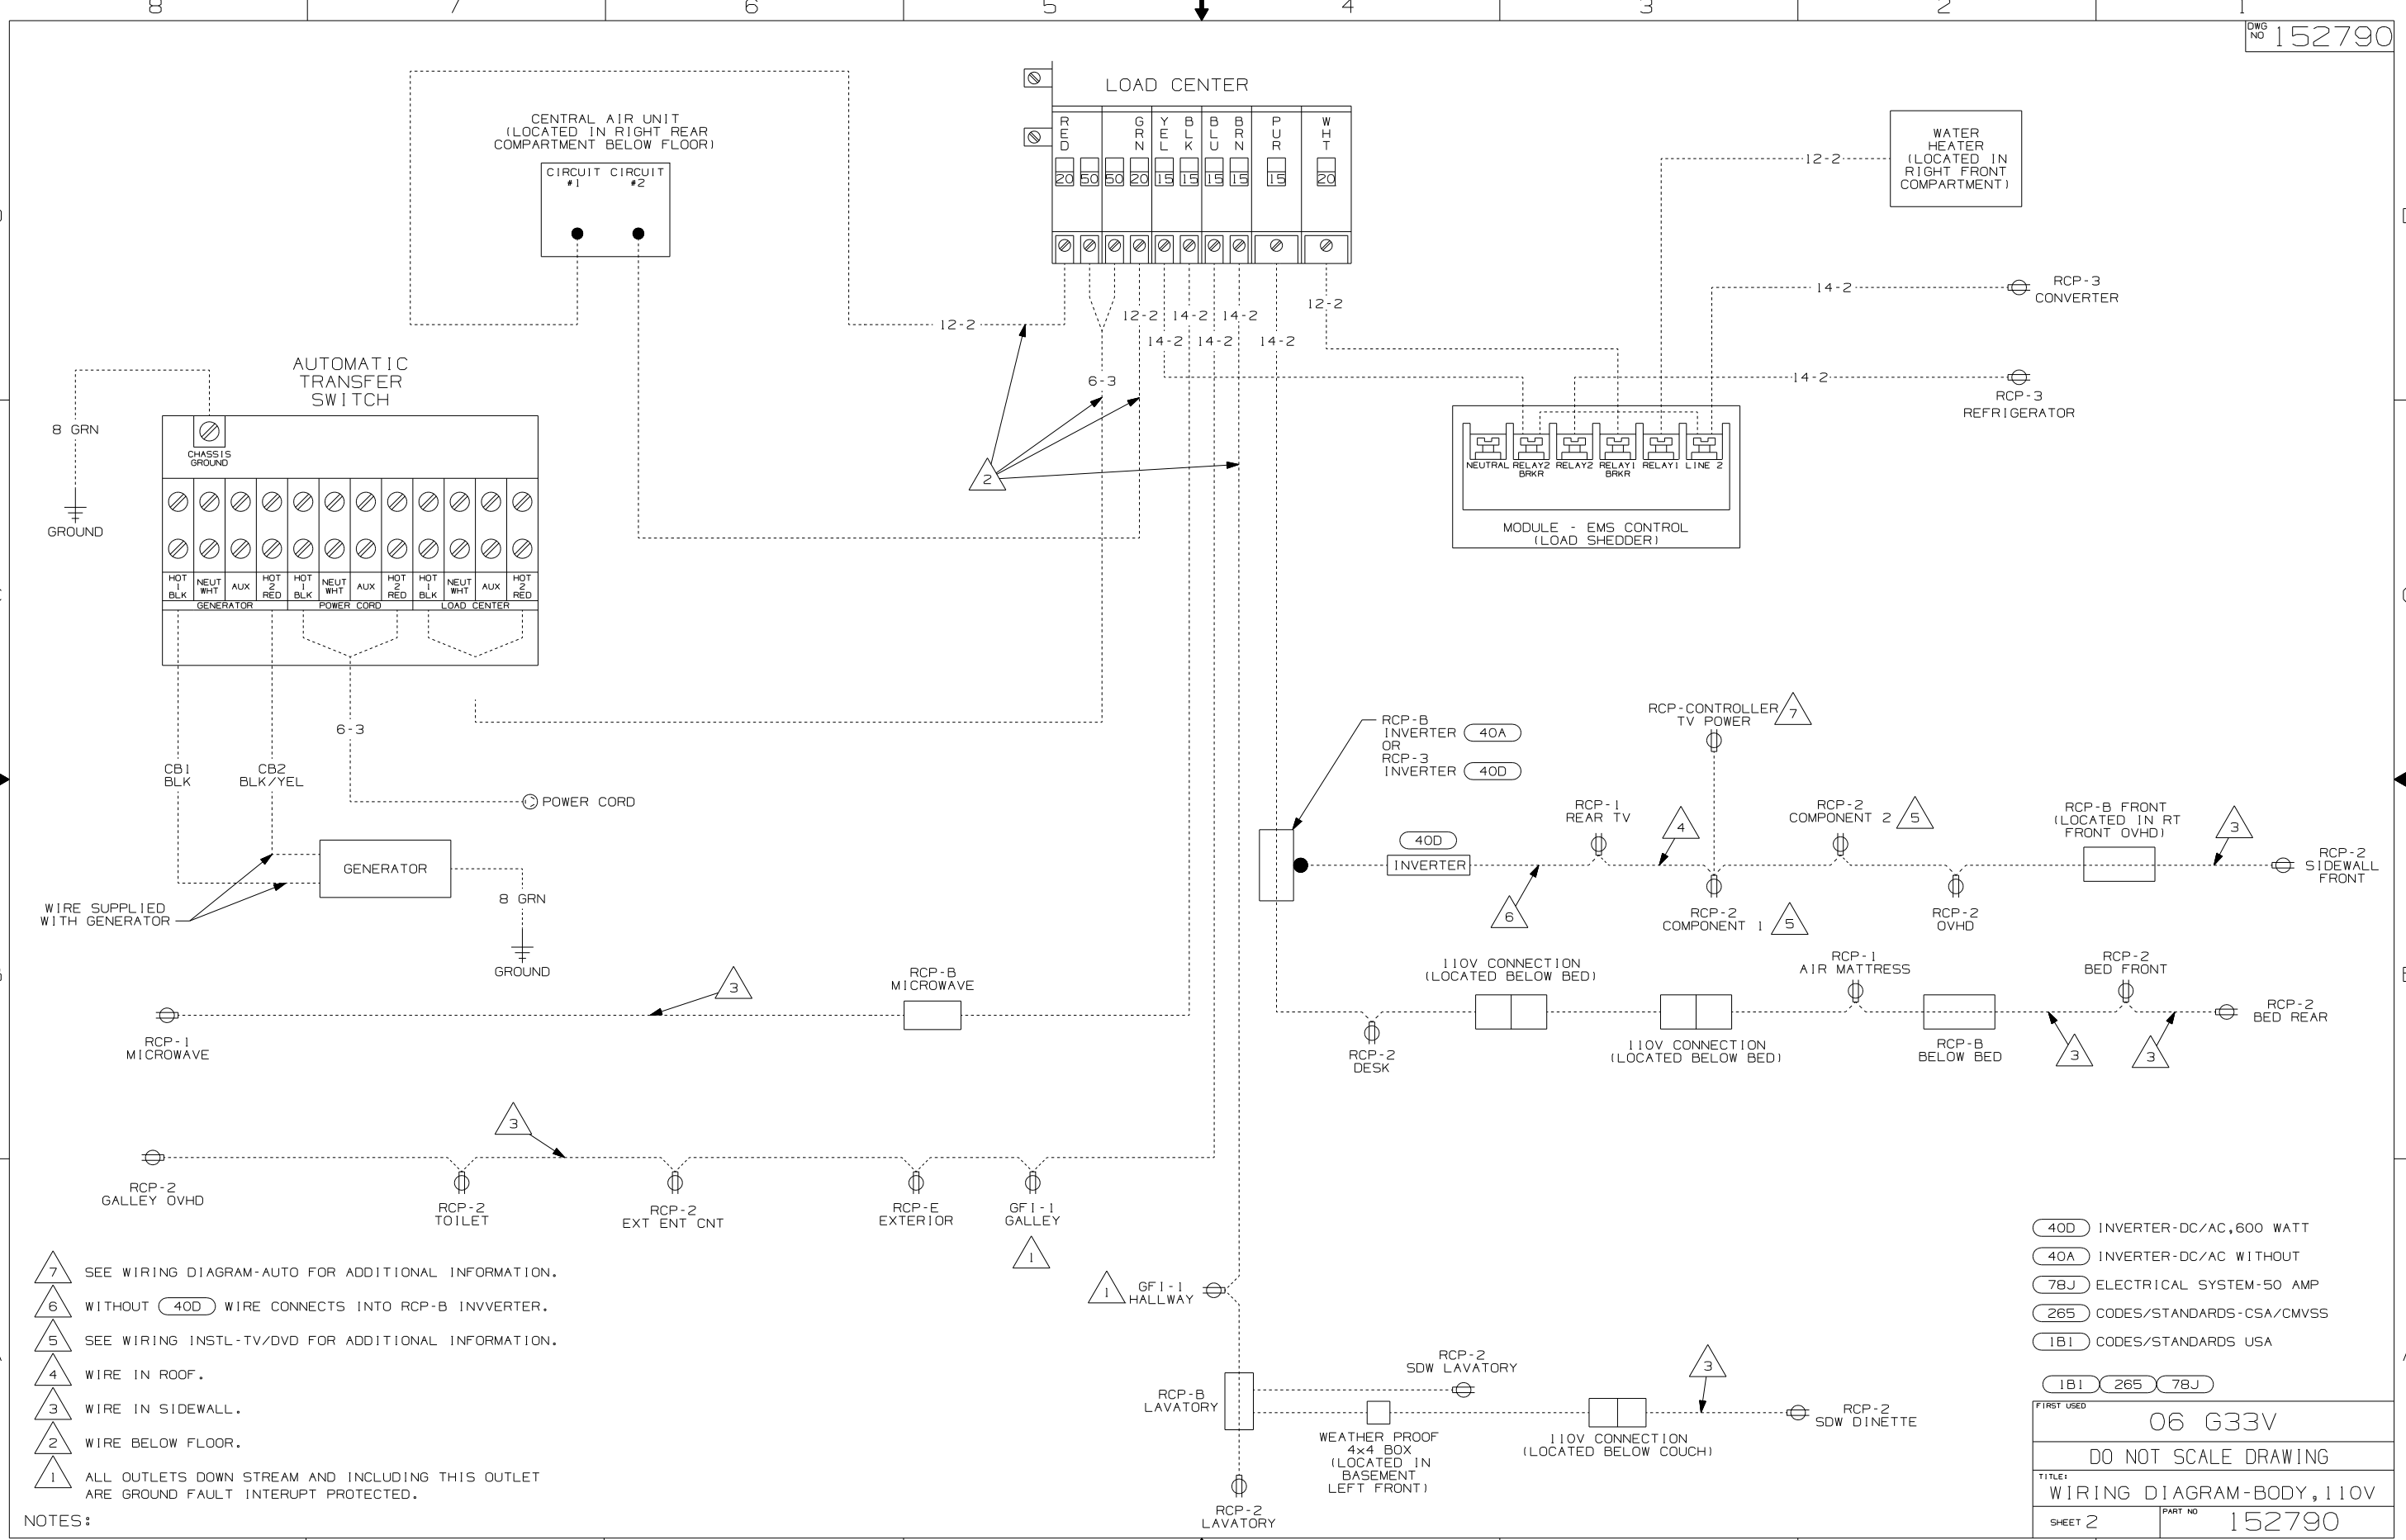 8 7 6 5 4 3 2 1
DWG NO 152790
LOAD CENTER
RED GRN YEL BLK BLU BRN PUR WHT
20 50 50 20 15 15 15 15 15 20
CENTRAL AIR UNIT
(LOCATED IN RIGHT REAR
COMPARTMENT BELOW FLOOR)
CIRCUIT #1
CIRCUIT #2
WATER
HEATER
(LOCATED IN
RIGHT FRONT
COMPARTMENT)
12-2
14-2
RCP-3
CONVERTER
12-2
12-2
12-2 14-2 14-2
14-2 14-2 14-2
6-3
14-2
RCP-3
REFRIGERATOR
AUTOMATIC
TRANSFER
SWITCH
8 GRN
GROUND
CHASSIS
GROUND
2
HOT 1 BLK
NEUT WHT
AUX
HOT 2 RED
HOT 1 BLK
NEUT WHT
AUX
HOT 2 RED
HOT 1 BLK
NEUT WHT
AUX
HOT 2 RED
GENERATOR
POWER CORD
LOAD CENTER
NEUTRAL
RELAY2 BRKR
RELAY2
RELAY1 BRKR
RELAY1
LINE 2
MODULE - EMS CONTROL
(LOAD SHEDDER)
6-3
CB1
BLK
CB2
BLK/YEL
POWER CORD
GENERATOR
8 GRN
GROUND
WIRE SUPPLIED
WITH GENERATOR
RCP-B
INVERTER 40A
OR
RCP-3
INVERTER 40D
RCP-CONTROLLER
TV POWER
7
40D
INVERTER
6
RCP-1
REAR TV
4
RCP-2
COMPONENT 2
5
RCP-2
COMPONENT 1
5
RCP-2
OVHD
RCP-B FRONT
(LOCATED IN RT
FRONT OVHD)
3
RCP-2
SIDEWALL
FRONT
RCP-1
MICROWAVE
3
RCP-B
MICROWAVE
RCP-2
DESK
110V CONNECTION
(LOCATED BELOW BED)
110V CONNECTION
(LOCATED BELOW BED)
RCP-1
AIR MATTRESS
RCP-B
BELOW BED
3
RCP-2
BED FRONT
3
RCP-2
BED REAR
RCP-2
GALLEY OVHD
3
RCP-2
TOILET
RCP-2
EXT ENT CNT
RCP-E
EXTERIOR
GFI-1
GALLEY
1
1
GFI-1
HALLWAY
RCP-B
LAVATORY
RCP-2
SDW LAVATORY
WEATHER PROOF
4x4 BOX
(LOCATED IN
BASEMENT
LEFT FRONT)
110V CONNECTION
(LOCATED BELOW COUCH)
3
RCP-2
SDW DINETTE
RCP-2
LAVATORY
7 SEE WIRING DIAGRAM-AUTO FOR ADDITIONAL INFORMATION.
6 WITHOUT 40D WIRE CONNECTS INTO RCP-B INVVERTER.
5 SEE WIRING INSTL-TV/DVD FOR ADDITIONAL INFORMATION.
4 WIRE IN ROOF.
3 WIRE IN SIDEWALL.
2 WIRE BELOW FLOOR.
1 ALL OUTLETS DOWN STREAM AND INCLUDING THIS OUTLET
ARE GROUND FAULT INTERUPT PROTECTED.
NOTES:
40D INVERTER-DC/AC,600 WATT
40A INVERTER-DC/AC WITHOUT
78J ELECTRICAL SYSTEM-50 AMP
265 CODES/STANDARDS-CSA/CMVSS
1B1 CODES/STANDARDS USA
1B1 265 78J
FIRST USED
06 G33V
DO NOT SCALE DRAWING
TITLE:
WIRING DIAGRAM-BODY,110V
SHEET 2
PART NO 152790